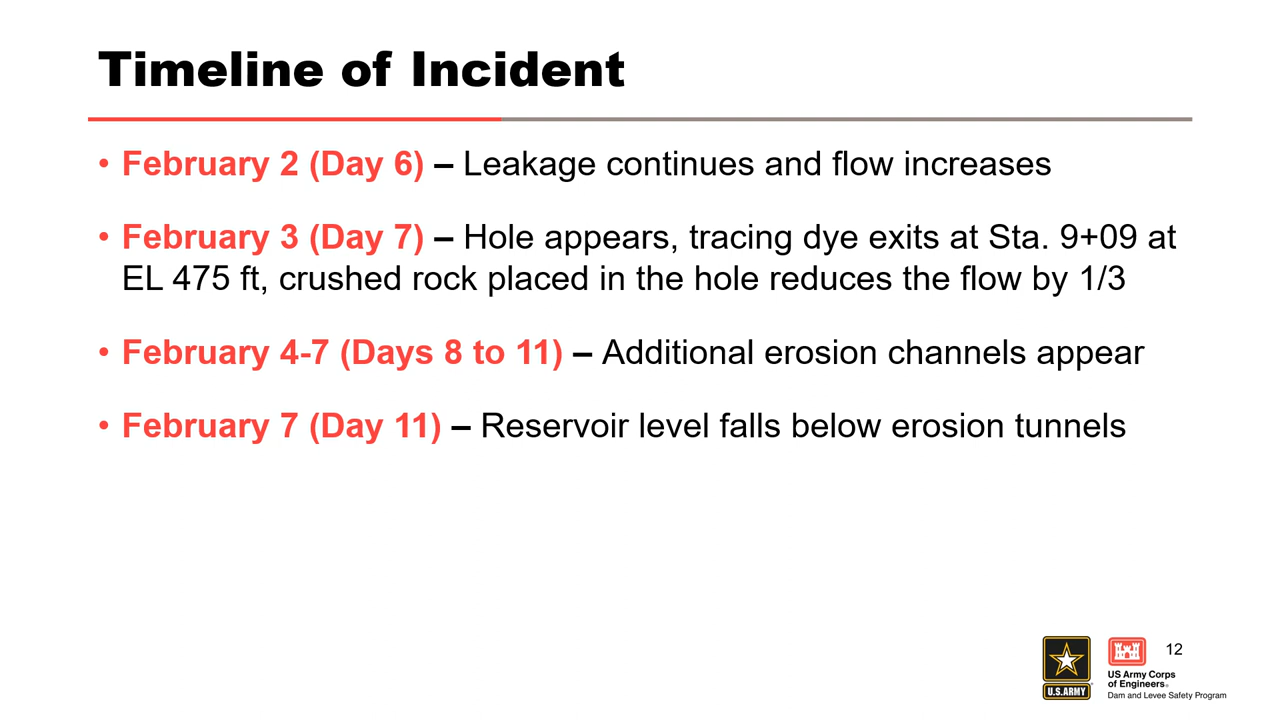 Timeline of Incident
• February 2 (Day 6) – Leakage continues and flow increases
• February 3 (Day 7) – Hole appears, tracing dye exits at Sta. 9+09 at
EL 475 ft, crushed rock placed in the hole reduces the flow by 1/3
• February 4-7 (Days 8 to 11) – Additional erosion channels appear
• February 7 (Day 11) – Reservoir level falls below erosion tunnels
U.S.ARMY
US Army Corps
of Engineers®
Dam and Levee Safety Program
12